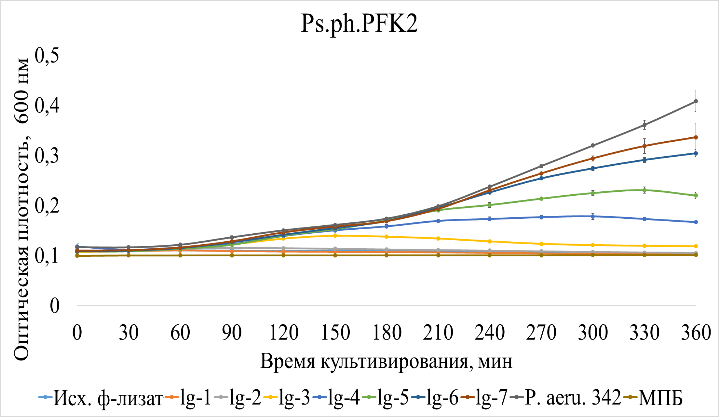 Ps.ph.PFK2
Оптическая плотность, 600 нм
0,5
0,4
0,3
0,2
0,1
0
0 30 60 90 120 150 180 210 240 270 300 330 360
Время культивирования, мин
Исх. ф-лизат lg-1 lg-2 lg-3 lg-4 lg-5 lg-6 lg-7 P. aeru. 342 МПБ